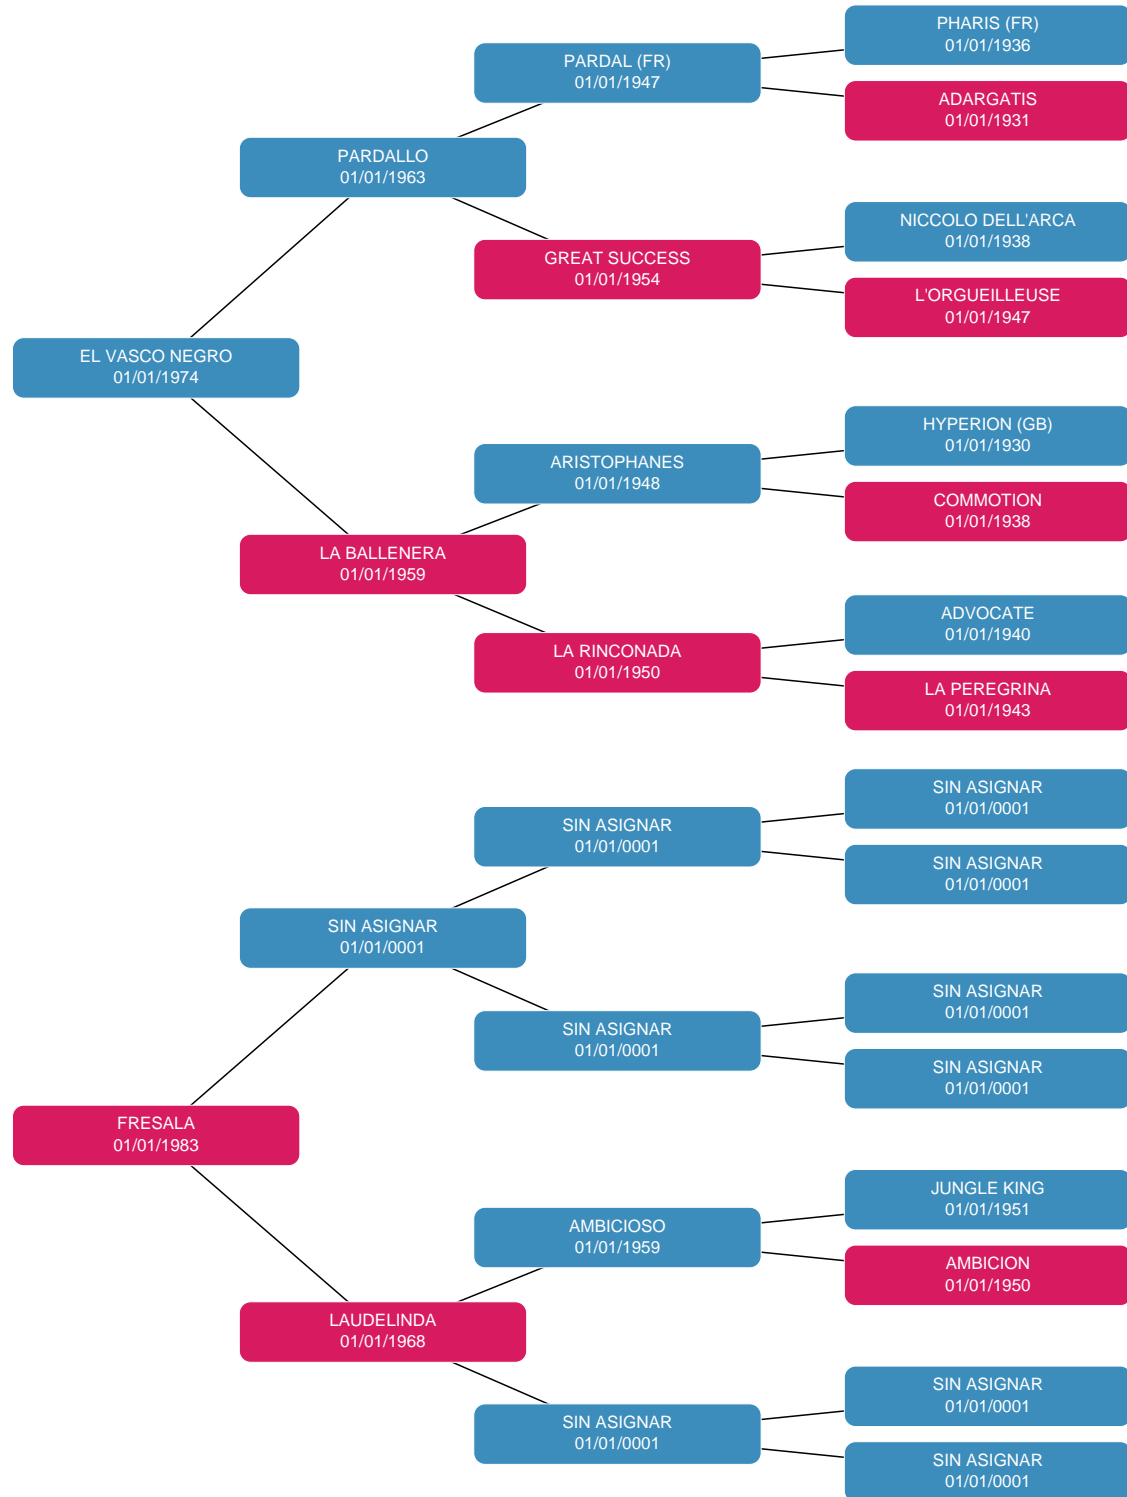 PHARIS (FR)
01/01/1936
PARDAL (FR)
01/01/1947
ADARGATIS
01/01/1931
PARDALLO
01/01/1963
NICCOLO DELL'ARCA
01/01/1938
GREAT SUCCESS
01/01/1954
L'ORGUEILLEUSE
01/01/1947
EL VASCO NEGRO
01/01/1974
HYPERION (GB)
01/01/1930
ARISTOPHANES
01/01/1948
COMMOTION
01/01/1938
LA BALLENERA
01/01/1959
ADVOCATE
01/01/1940
LA RINCONADA
01/01/1950
LA PEREGRINA
01/01/1943
SIN ASIGNAR
01/01/0001
SIN ASIGNAR
01/01/0001
SIN ASIGNAR
01/01/0001
SIN ASIGNAR
01/01/0001
SIN ASIGNAR
01/01/0001
SIN ASIGNAR
01/01/0001
SIN ASIGNAR
01/01/0001
FRESALA
01/01/1983
JUNGLE KING
01/01/1951
AMBICIOSO
01/01/1959
AMBICION
01/01/1950
LAUDELINDA
01/01/1968
SIN ASIGNAR
01/01/0001
SIN ASIGNAR
01/01/0001
SIN ASIGNAR
01/01/0001